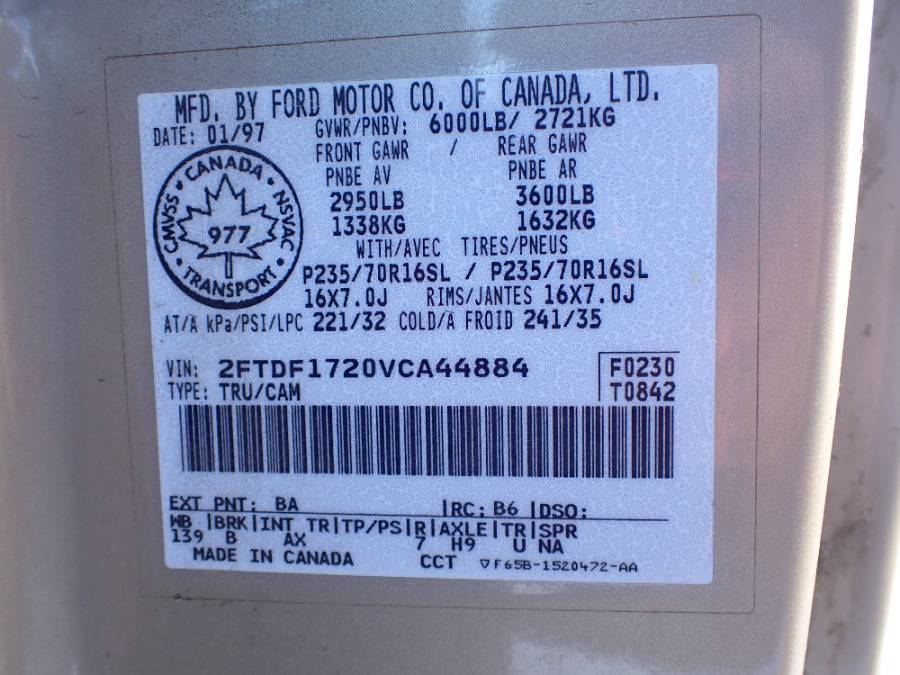 MFD. BY FORD MOTOR CO. OF CANADA, LTD.
DATE: 01/97 GVWR/PNBV: 6000LB/ 2721KG
FRONT GAWR / REAR GAWR
PNBE AV PNBE AR
2950LB 3600LB
1338KG 1632KG
CANADA
CMVSS NSVAC
977
TRANSPORT
WITH/AVEC TIRES/PNEUS
P235/70R16SL / P235/70R16SL
16X7.0J RIMS/JANTES 16X7.0J
AT/A kPa/PSI/LPC 221/32 COLD/A FROID 241/35
VIN: 2FTDF1720VCA44884 F0230
TYPE: TRU/CAM T0842
EXT PNT: BA |RC: B6 |DSO:
WB |BRK|INT TR|TP/PS|R|AXLE|TR|SPR
139 B AX 7 H9 U NA
MADE IN CANADA CCT ▽F65B-1520472-AA